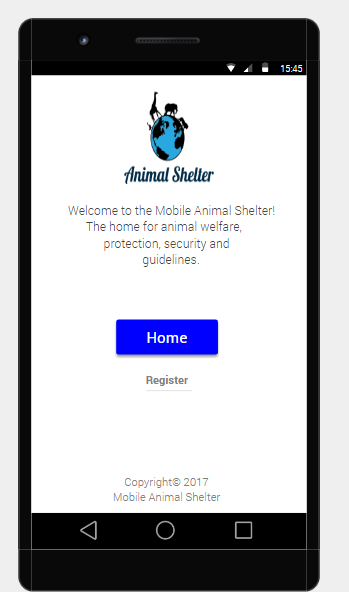 15:45
Animal Shelter
Welcome to the Mobile Animal Shelter!
The home for animal welfare,
protection, security and
guidelines.
Home
Register
Copyright© 2017
Mobile Animal Shelter